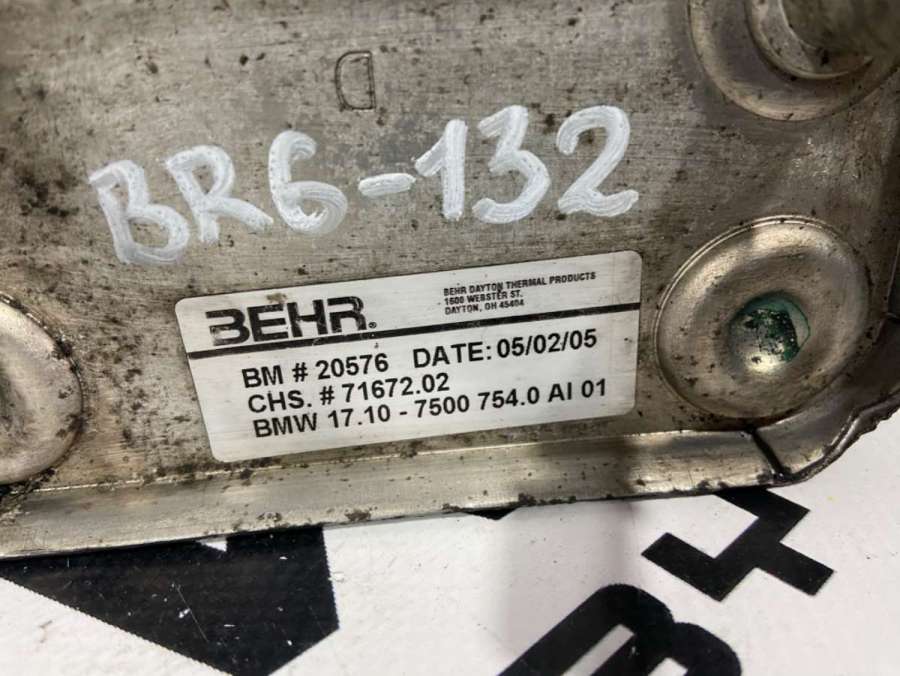 D
BR6-132
BEHR®
BEHR DAYTON THERMAL PRODUCTS
1600 WEBSTER ST.
DAYTON, OH 45404
BM # 20576 DATE: 05/02/05
CHS. # 71672.02
BMW 17.10 - 7500 754.0 AI 01